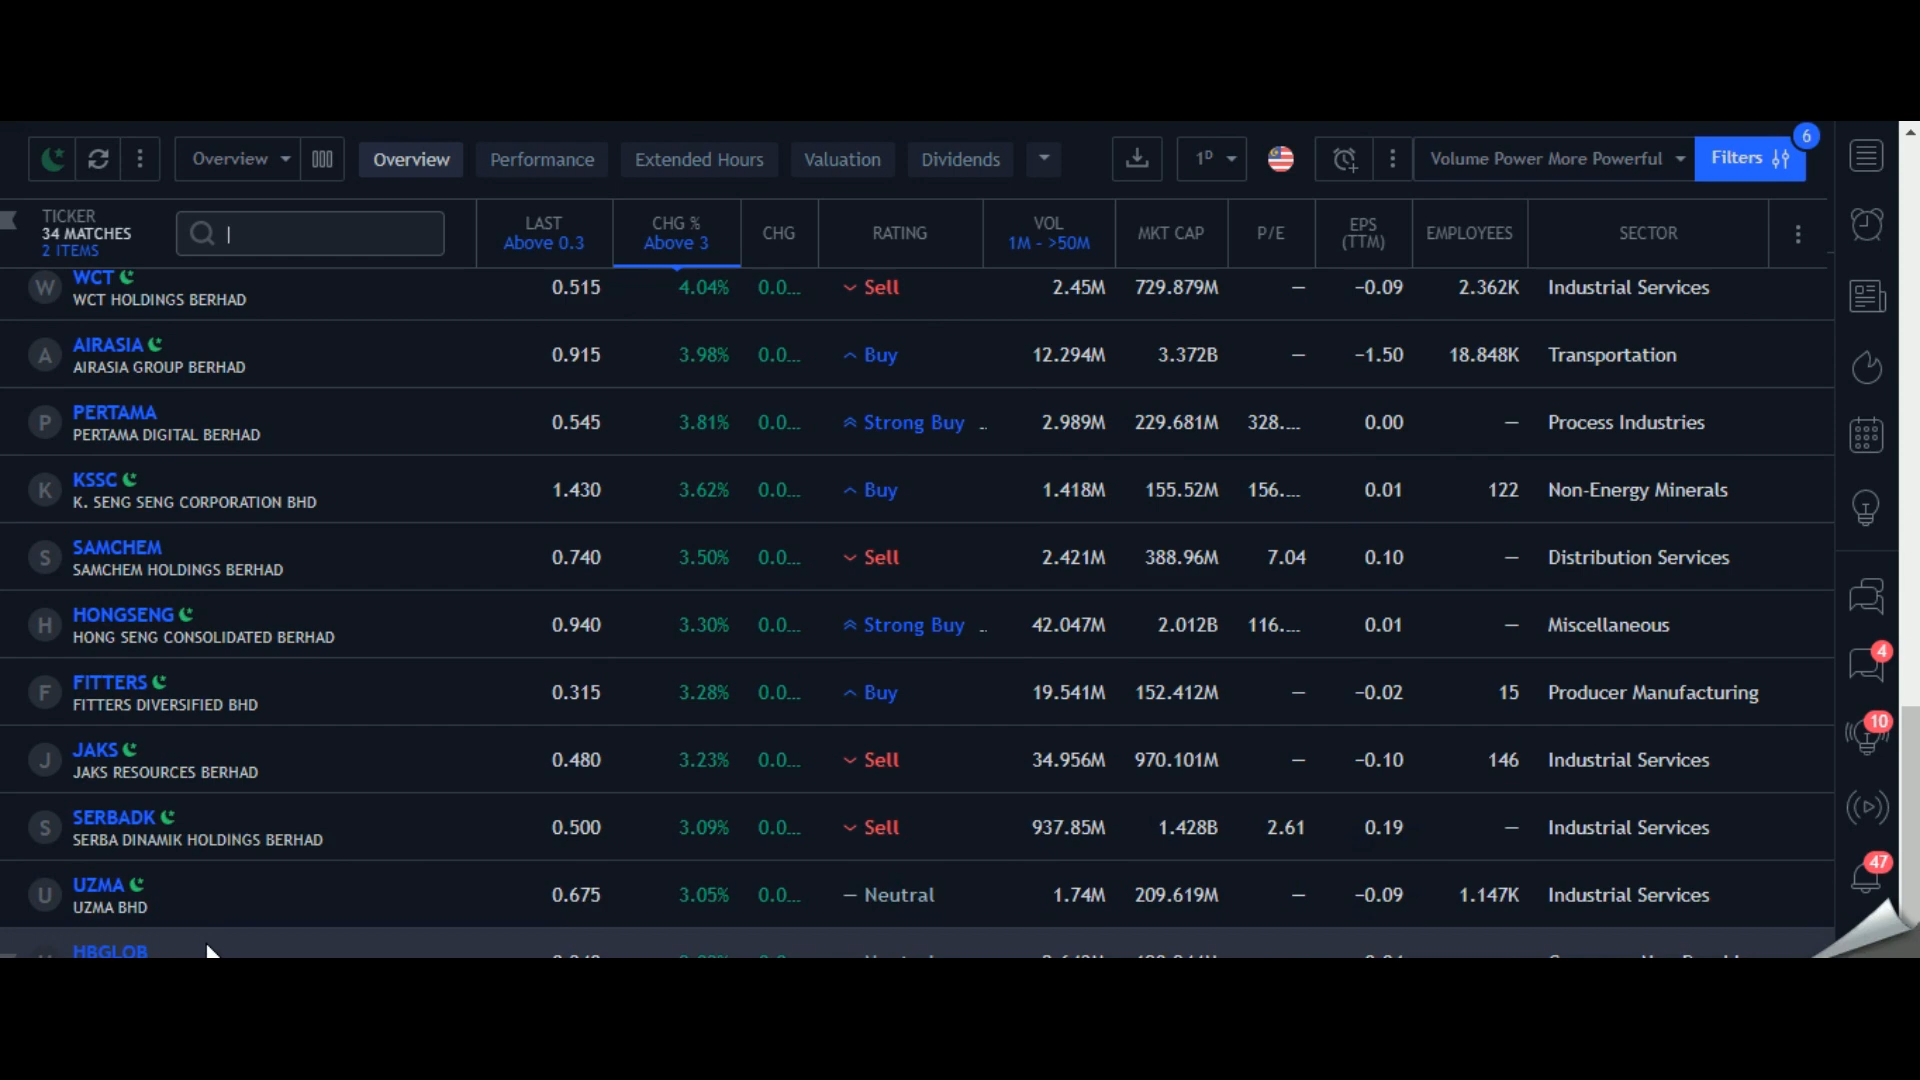 6
Overview
Overview
Performance
Extended Hours
Valuation
Dividends
1D
Volume Power More Powerful
Filters
TICKER
34 MATCHES
2 ITEMS
LAST
Above 0.3
CHG %
Above 3
CHG
RATING
VOL
1M - >50M
MKT CAP
P/E
EPS
(TTM)
EMPLOYEES
SECTOR
W WCT 0.515 4.04% 0.0... Sell 2.45M 729.879M — −0.09 2.362K Industrial Services
WCT HOLDINGS BERHAD
A AIRASIA 0.915 3.98% 0.0... Buy 12.294M 3.372B — −1.50 18.848K Transportation
AIRASIA GROUP BERHAD
P PERTAMA 0.545 3.81% 0.0... Strong Buy 2.989M 229.681M 328.... 0.00 — Process Industries
PERTAMA DIGITAL BERHAD
K KSSC 1.430 3.62% 0.0... Buy 1.418M 155.52M 156.... 0.01 122 Non-Energy Minerals
K. SENG SENG CORPORATION BHD
S SAMCHEM 0.740 3.50% 0.0... Sell 2.421M 388.96M 7.04 0.10 — Distribution Services
SAMCHEM HOLDINGS BERHAD
H HONGSENG 0.940 3.30% 0.0... Strong Buy 42.047M 2.012B 116.... 0.01 — Miscellaneous
HONG SENG CONSOLIDATED BERHAD
F FITTERS 0.315 3.28% 0.0... Buy 19.541M 152.412M — −0.02 15 Producer Manufacturing
FITTERS DIVERSIFIED BHD
J JAKS 0.480 3.23% 0.0... Sell 34.956M 970.101M — −0.10 146 Industrial Services
JAKS RESOURCES BERHAD
S SERBADK 0.500 3.09% 0.0... Sell 937.85M 1.428B 2.61 0.19 — Industrial Services
SERBA DINAMIK HOLDINGS BERHAD
U UZMA 0.675 3.05% 0.0... — Neutral 1.74M 209.619M — −0.09 1.147K Industrial Services
UZMA BHD
HBGLOB
4
10
47